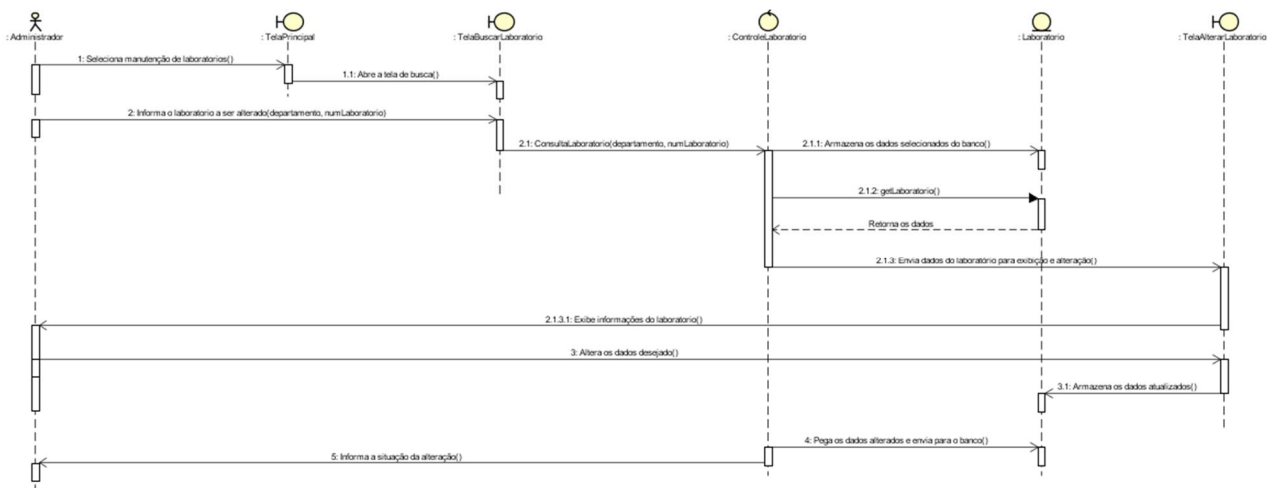 : Administrador
: TelaPrincipal
: TelaBuscarLaboratorio
: ControleLaboratorio
: Laboratorio
: TelaAlterarLaboratorio
1: Seleciona manutenção de laboratorios()
1.1: Abre a tela de busca()
2: Informa o laboratorio a ser alterado(departamento, numLaboratorio)
2.1: ConsultaLaboratorio(departamento, numLaboratorio)
2.1.1: Armazena os dados selecionados do banco()
2.1.2: getLaboratorio()
Retorna os dados
2.1.3: Envia dados do laboratório para exibição e alteração()
2.1.3.1: Exibe informações do laboratorio()
3: Altera os dados desejado()
3.1: Armazena os dados atualizados()
4: Pega os dados alterados e envia para o banco()
5: Informa a situação da alteração()